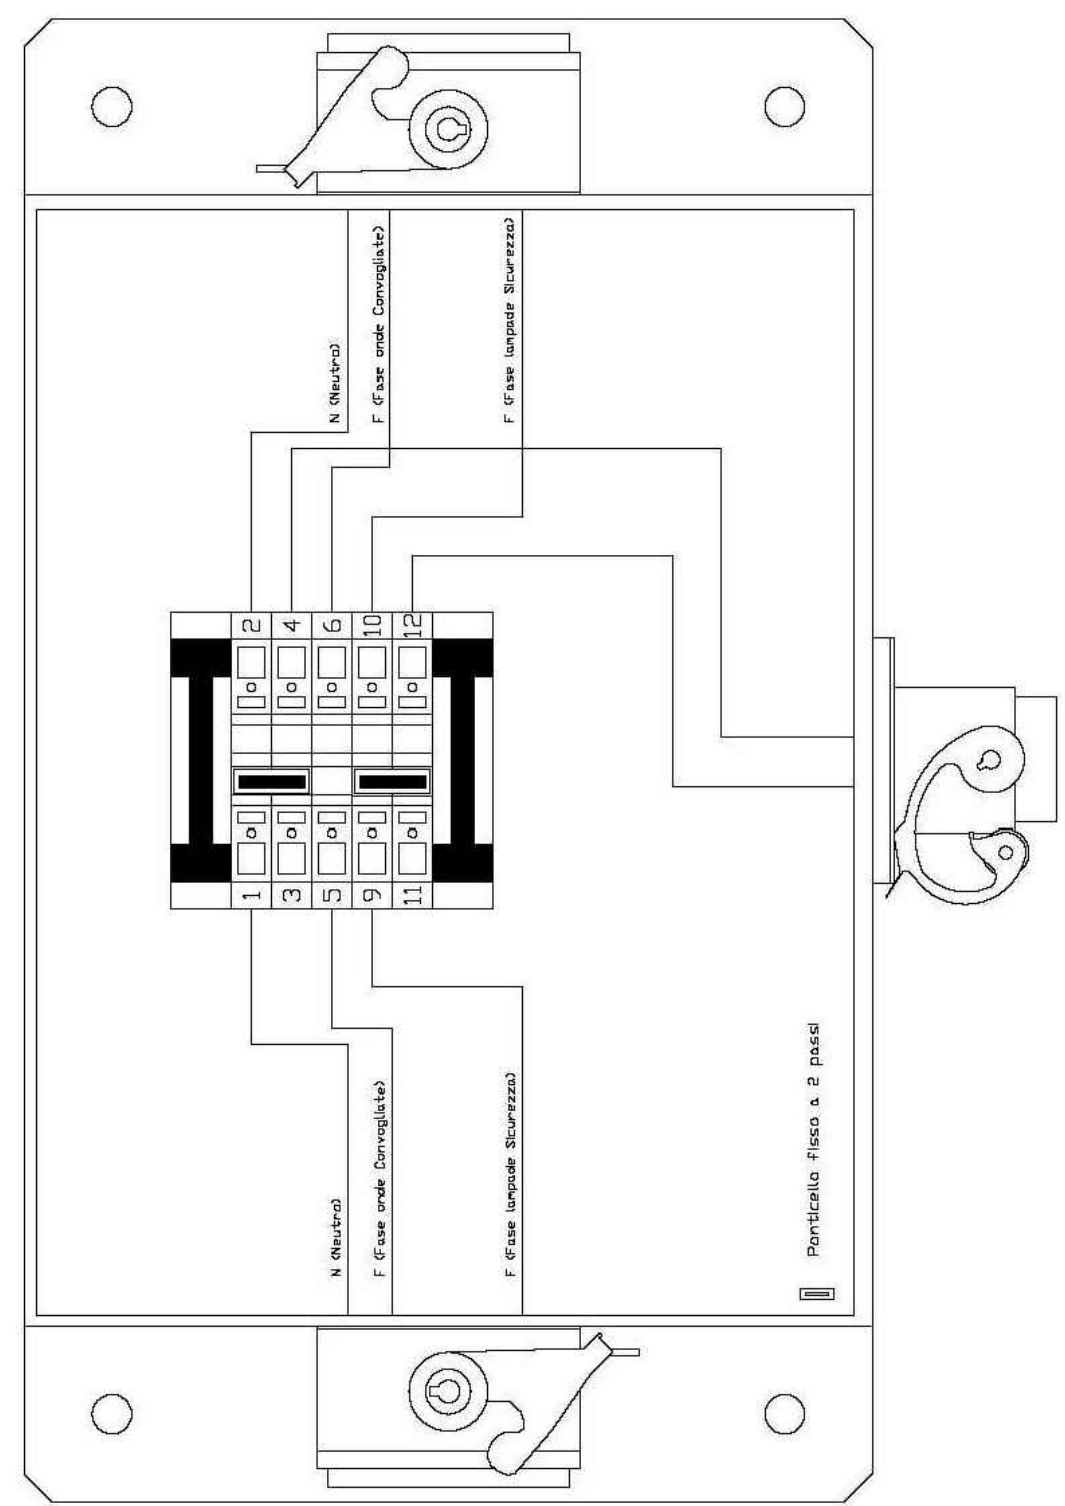 N (Neutro)
F (Fase onde Convogliate)
F (Fase lampade Sicurezza)
2
4
6
10
12
1
3
5
9
11
N (Neutro)
F (Fase onde Convogliate)
F (Fase lampade Sicurezza)
Ponticello fisso a 2 passi